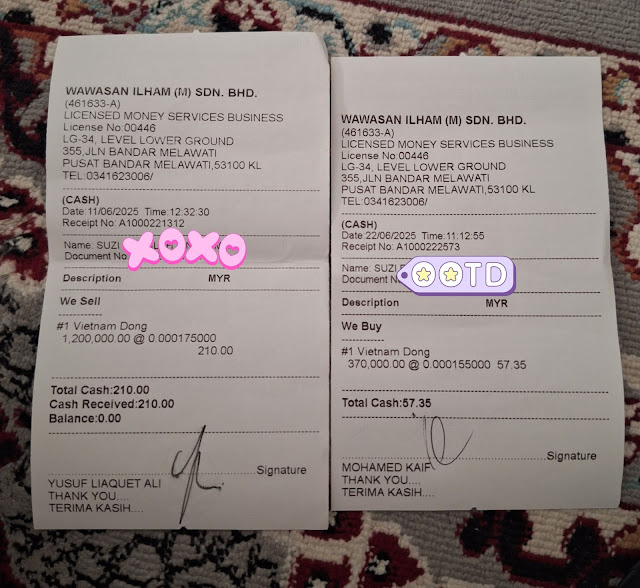 WAWASAN ILHAM (M) SDN. BHD.
(461633-A)
LICENSED MONEY SERVICES BUSINESS
License No:00446
LG-34, LEVEL LOWER GROUND
355,JLN BANDAR MELAWATI
PUSAT BANDAR MELAWATI,53100 KL
TEL:0341623006/
(CASH)
Date:11/06/2025 Time:12:32:30
Receipt No: A1000221312
Name: SUZI
Document No
XOXO
Description MYR
We Sell
#1 Vietnam Dong
1,200,000.00 @ 0.000175000
210.00
Total Cash:210.00
Cash Received:210.00
Balance:0.00
Signature
YUSUF LIAQUET ALI
THANK YOU....
TERIMA KASIH....
WAWASAN ILHAM (M) SDN. BHD.
(461633-A)
LICENSED MONEY SERVICES BUSINESS
License No:00446
LG-34, LEVEL LOWER GROUND
355,JLN BANDAR MELAWATI
PUSAT BANDAR MELAWATI,53100 KL
TEL:0341623006/
(CASH)
Date:22/06/2025 Time:11:12:55
Receipt No: A1000222573
Name: SUZI
Document No
OOTD
Description MYR
We Buy
#1 Vietnam Dong
370,000.00 @ 0.000155000 57.35
Total Cash:57.35
Signature
MOHAMED KAIF
THANK YOU....
TERIMA KASIH....